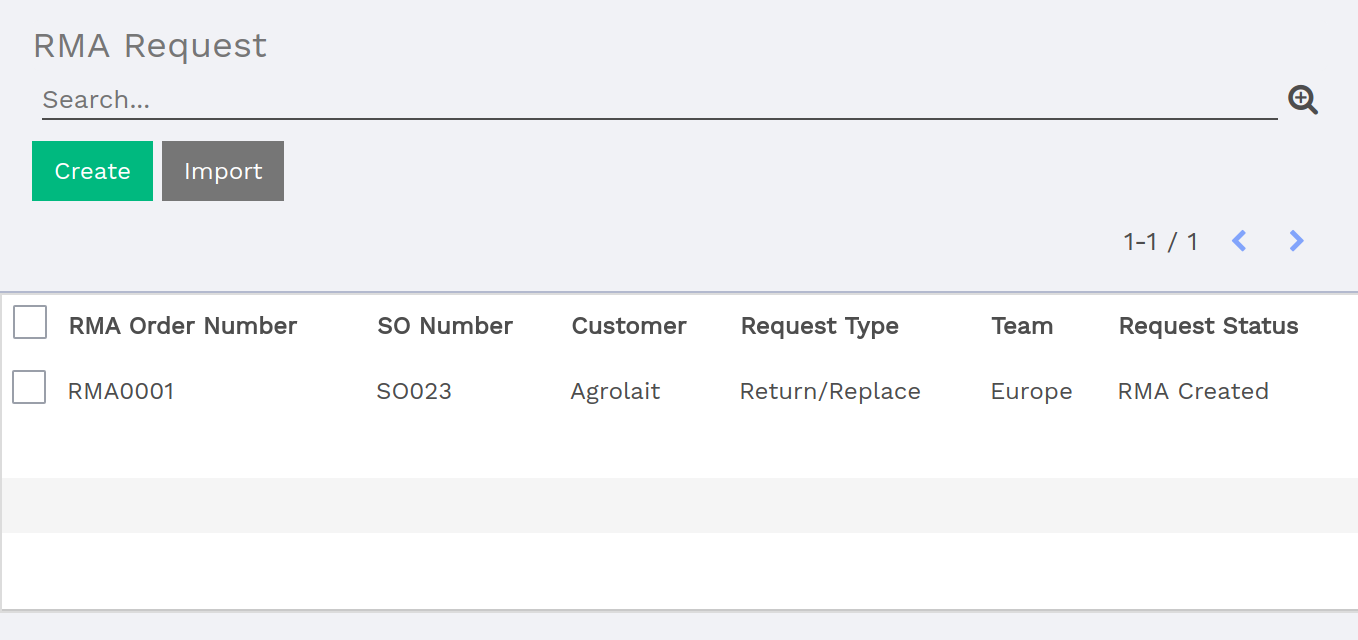 RMA Request
Search...
Create Import
1-1 / 1
RMA Order Number SO Number Customer Request Type Team Request Status
RMA0001 SO023 Agrolait Return/Replace Europe RMA Created